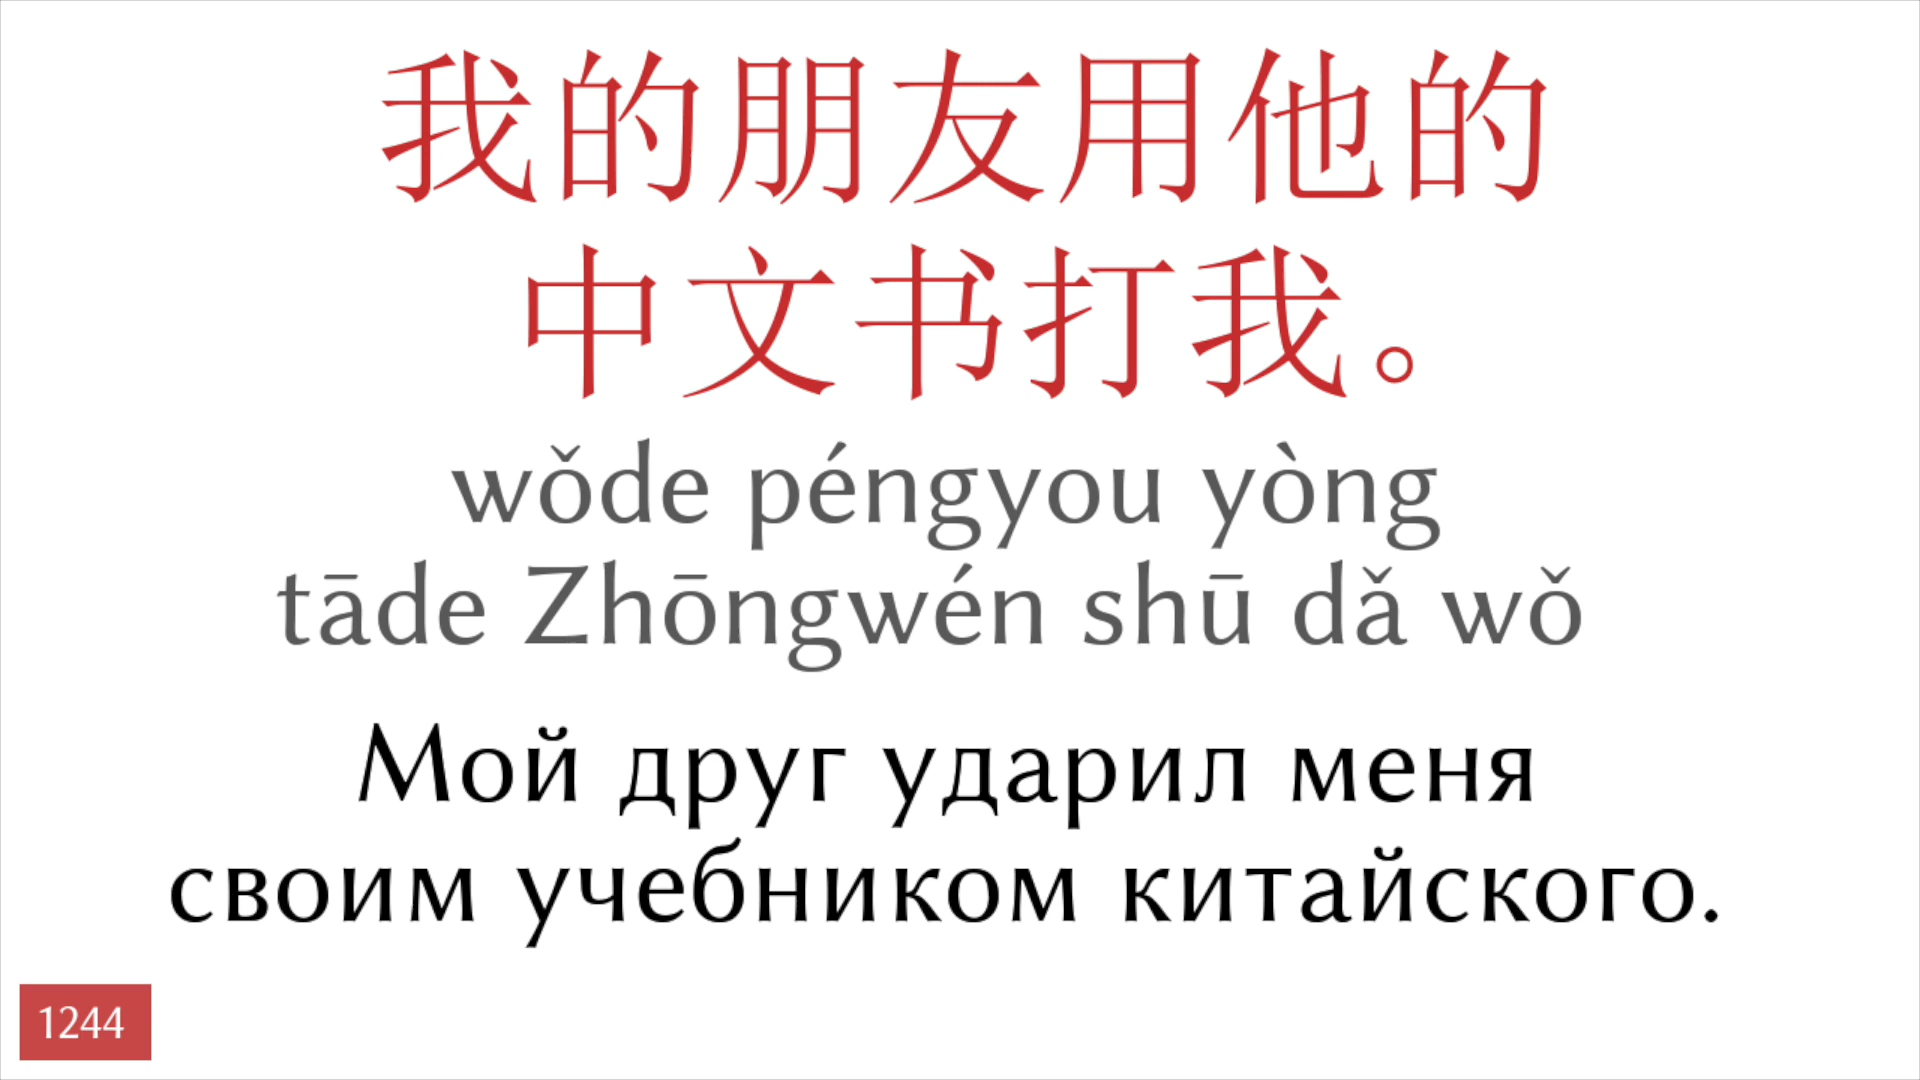 我的朋友用他的
中文书打我。
wǒde péngyou yòng
tāde Zhōngwén shū dǎ wǒ
Мой друг ударил меня
своим учебником китайского.
1244